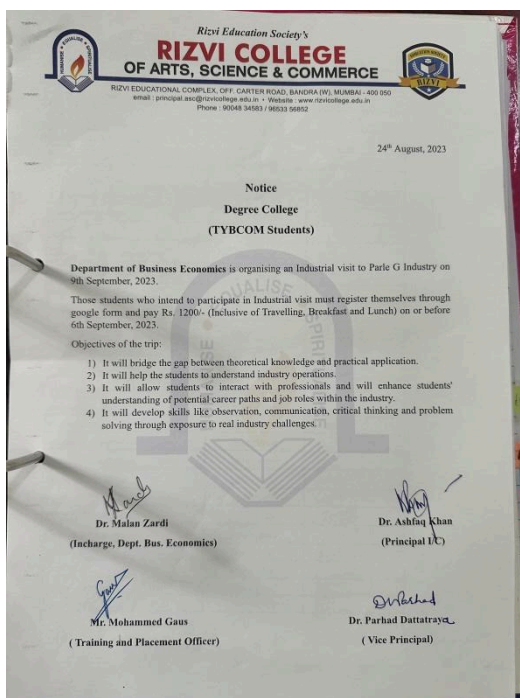 Rizvi Education Society's
RIZVI COLLEGE
OF ARTS, SCIENCE & COMMERCE
RIZVI EDUCATIONAL COMPLEX, OFF. CARTER ROAD, BANDRA (W), MUMBAI - 400 050
email : principal.asc@rizvicollege.edu.in • Website : www.rizvicollege.edu.in
Phone : 90048 34583 / 96533 56852
HUMANISE • EQUALISE • SPIRITUALISE
RIZVI
24th August, 2023
Notice
Degree College
(TYBCOM Students)
Department of Business Economics is organising an Industrial visit to Parle G Industry on
9th September, 2023.
Those students who intend to participate in Industrial visit must register themselves through
google form and pay Rs. 1200/- (Inclusive of Travelling, Breakfast and Lunch) on or before
6th September, 2023.
Objectives of the trip:
1) It will bridge the gap between theoretical knowledge and practical application.
2) It will help the students to understand industry operations.
3) It will allow students to interact with professionals and will enhance students'
understanding of potential career paths and job roles within the industry.
4) It will develop skills like observation, communication, critical thinking and problem
solving through exposure to real industry challenges.
Dr. Malan Zardi
(Incharge, Dept. Bus. Economics)
Dr. Ashfaq Khan
(Principal I/C)
Mr. Mohammed Gaus
( Training and Placement Officer)
Dr. Parhad Dattatraya
( Vice Principal)